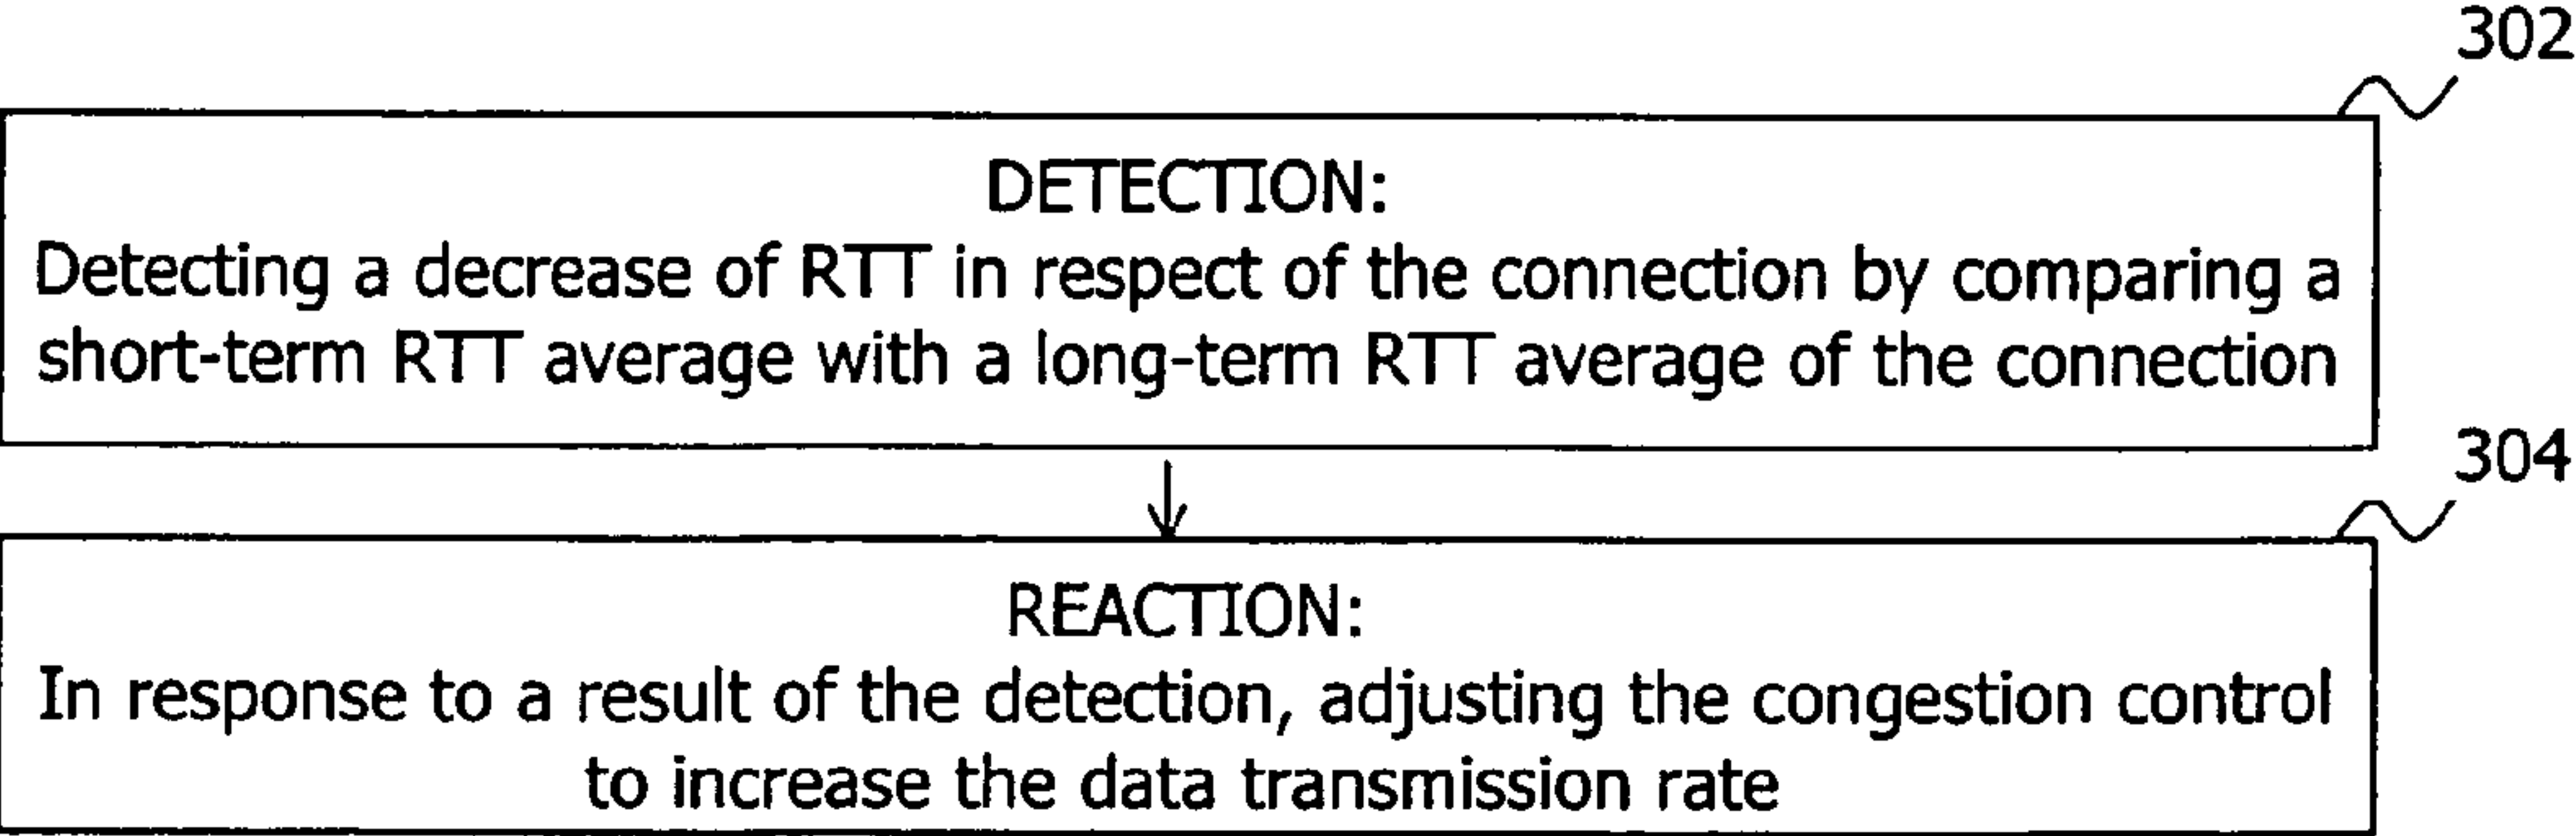 302
DETECTION:
Detecting a decrease of RTT in respect of the connection by comparing a
short-term RTT average with a long-term RTT average of the connection
304
REACTION:
In response to a result of the detection, adjusting the congestion control
to increase the data transmission rate